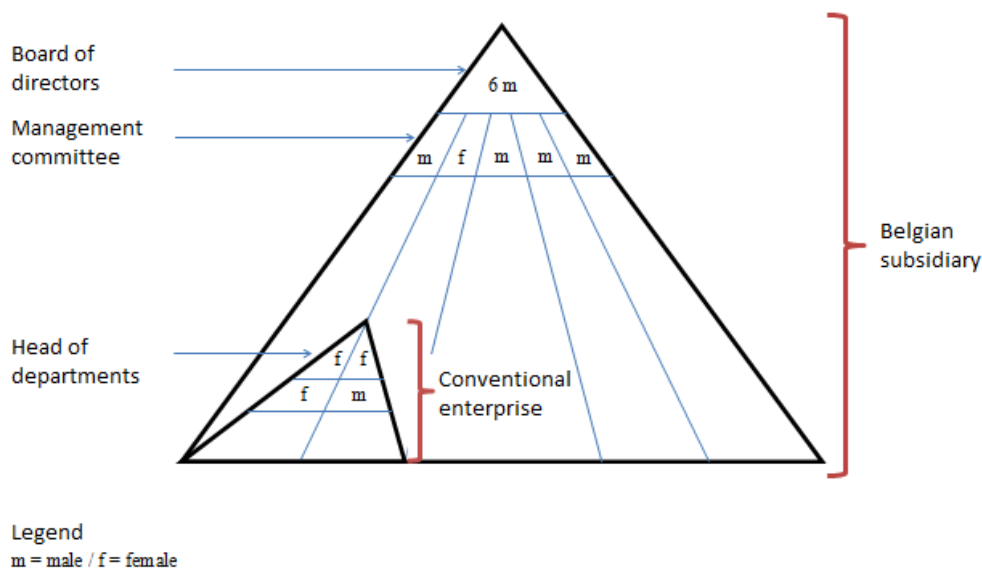 Board of
directors
6 m
Management
committee
m f m m m
Belgian
subsidiary
Head of
departments
f f
f m
Conventional
enterprise
Legend
m = male / f = female